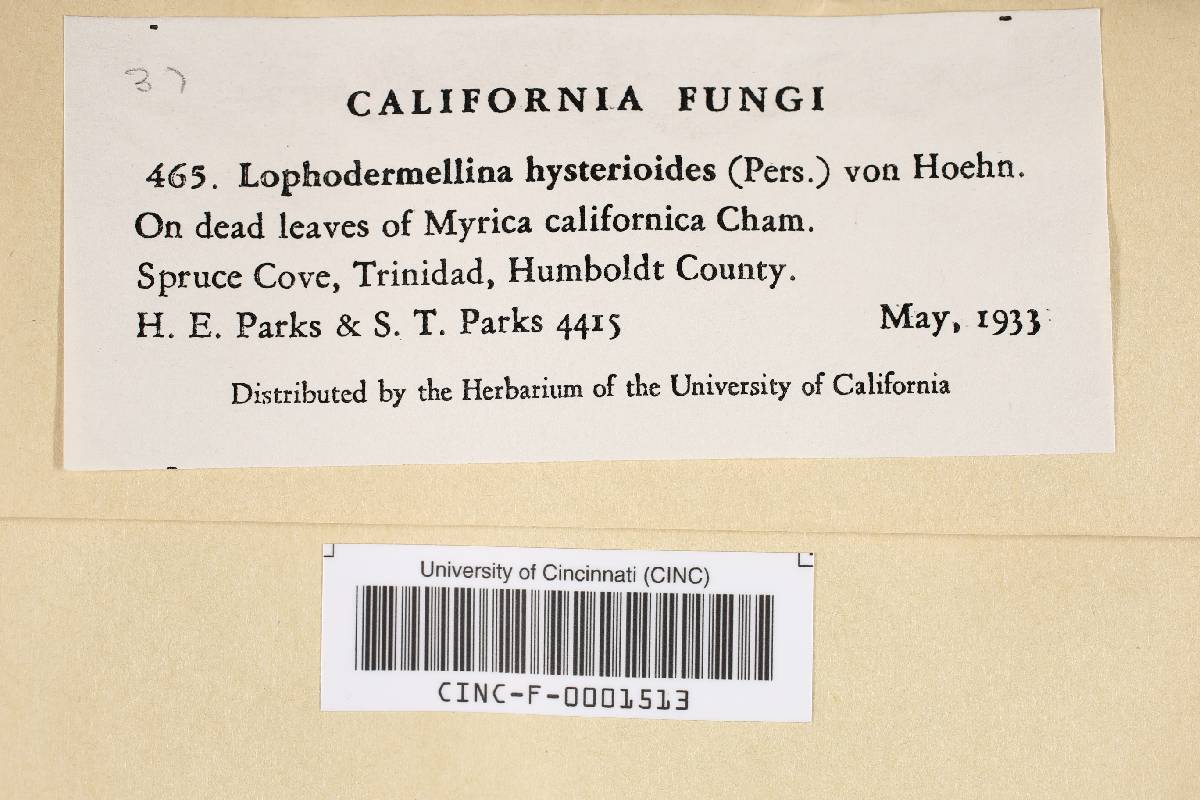 37
CALIFORNIA FUNGI
465. Lophodermellina hysterioides (Pers.) von Hoehn.
On dead leaves of Myrica californica Cham.
Spruce Cove, Trinidad, Humboldt County.
H. E. Parks & S. T. Parks 4415 May, 1933
Distributed by the Herbarium of the University of California
University of Cincinnati (CINC)
CINC-F-0001513